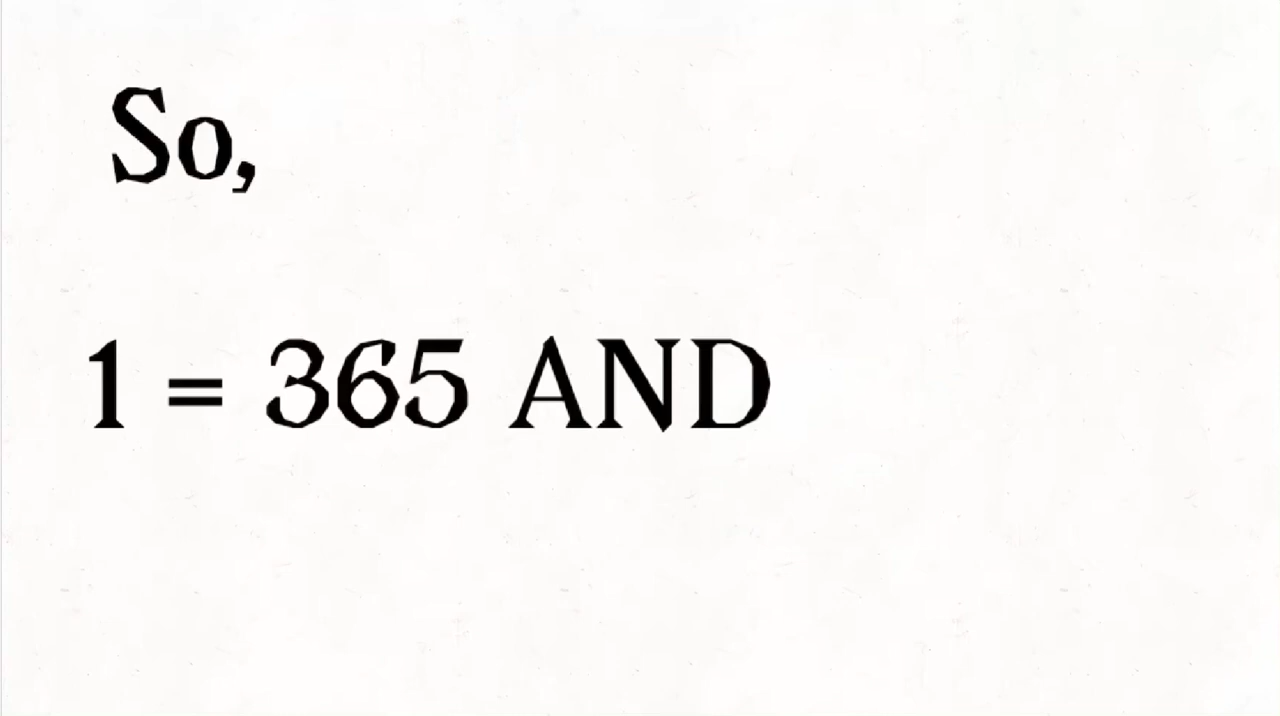 So,
1 = 365 AND